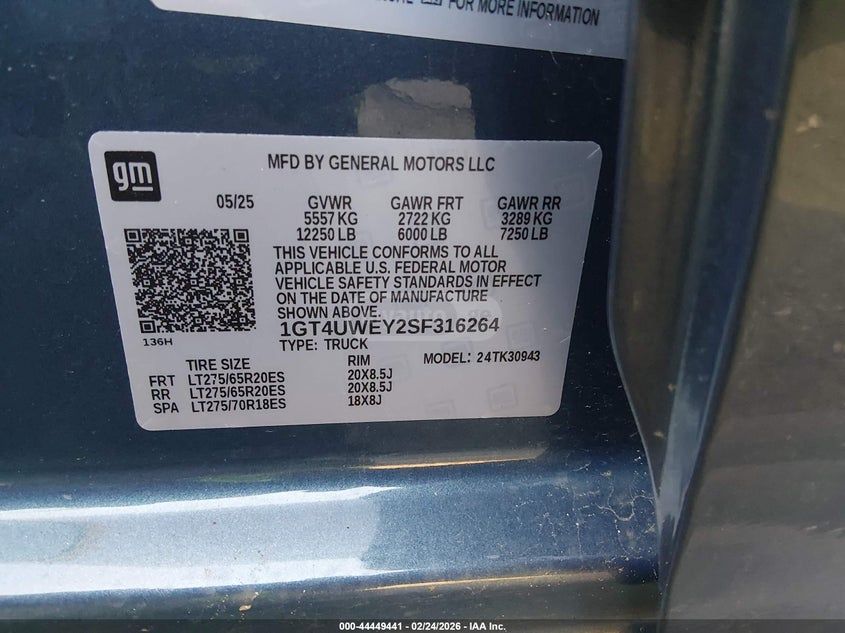 FOR MORE INFORMATION
gm
MFD BY GENERAL MOTORS LLC
05/25 GVWR GAWR FRT GAWR RR
5557 KG 2722 KG 3289 KG
12250 LB 6000 LB 7250 LB
THIS VEHICLE CONFORMS TO ALL
APPLICABLE U.S. FEDERAL MOTOR
VEHICLE SAFETY STANDARDS IN EFFECT
ON THE DATE OF MANUFACTURE
SHOWN ABOVE.
1GT4UWEY2SF316264
136H
TYPE: TRUCK
TIRE SIZE RIM MODEL: 24TK30943
FRT LT275/65R20ES 20X8.5J
RR LT275/65R20ES 20X8.5J
SPA LT275/70R18ES 18X8J
000-44449441 - 02/24/2026 - IAA Inc.